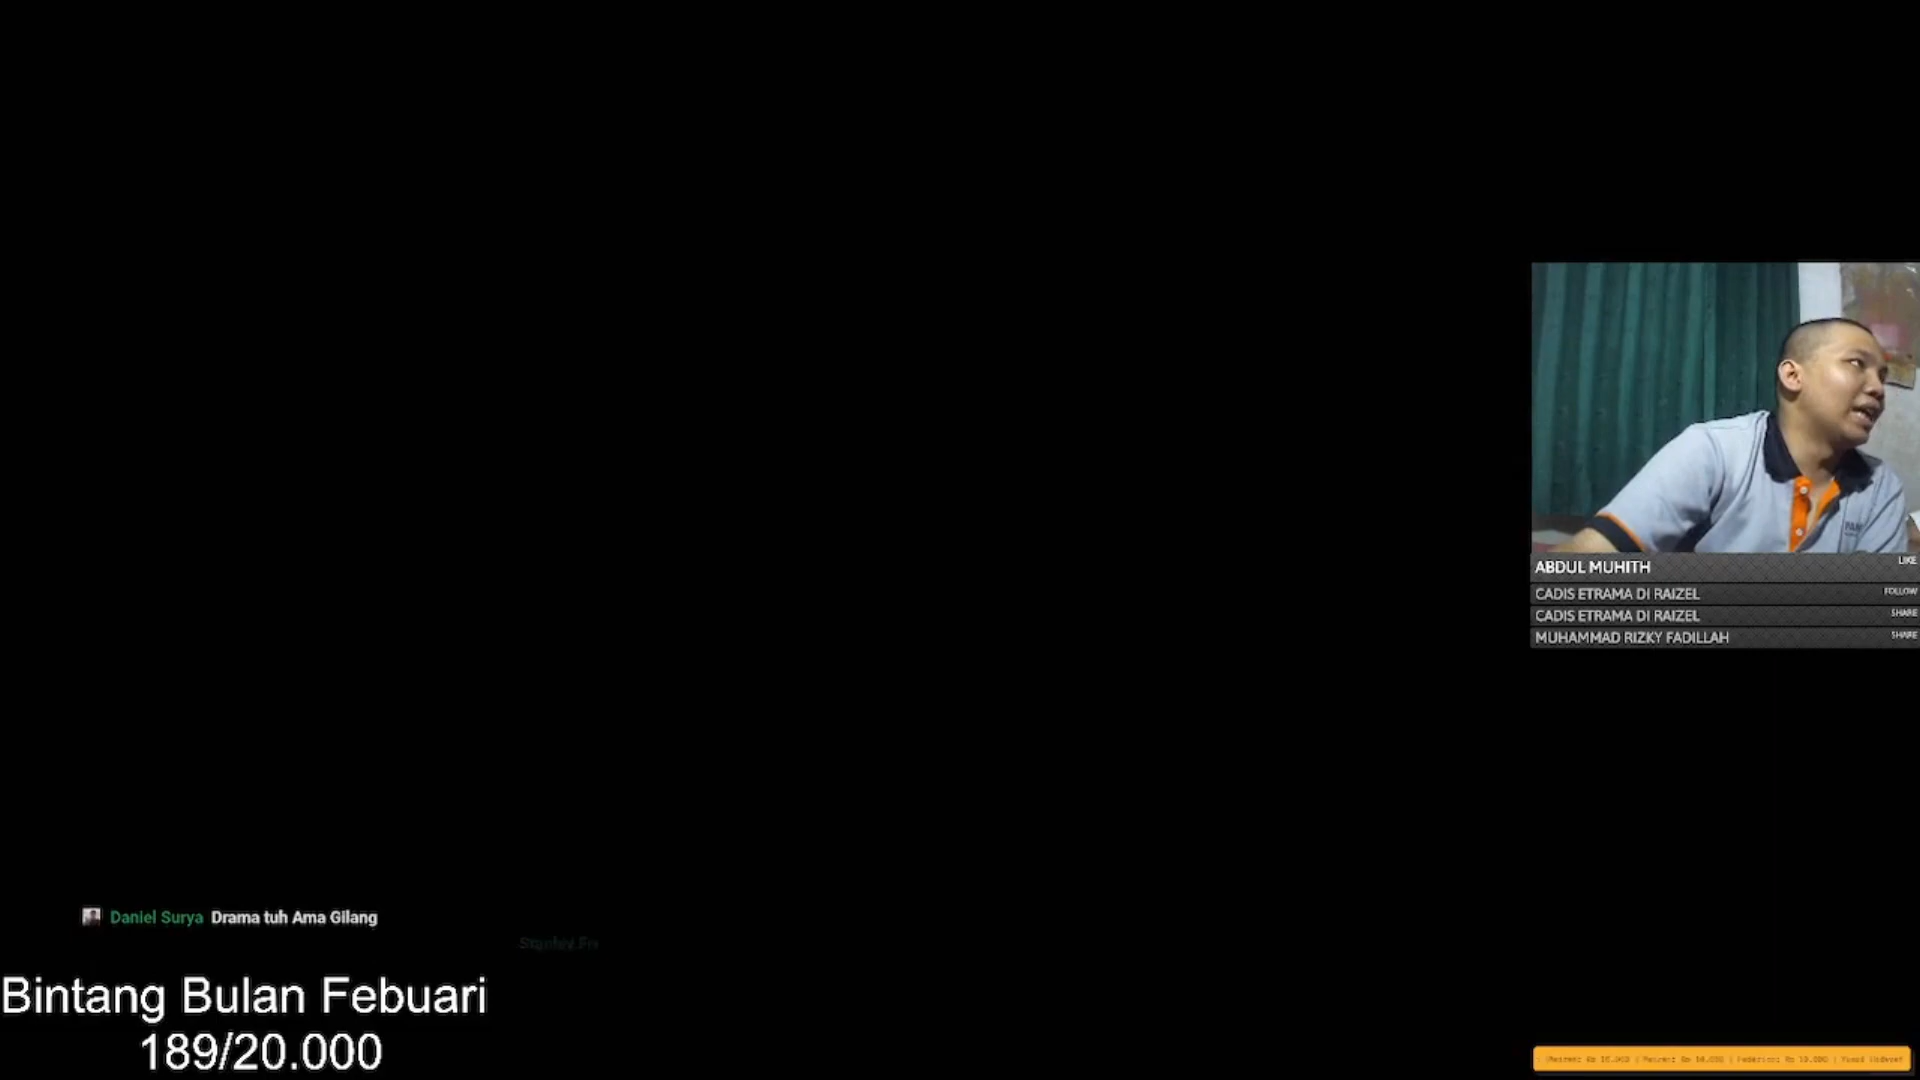 ABDUL MUHITH LIKE
CADIS ETRAMA DI RAIZEL FOLLOW
CADIS ETRAMA DI RAIZEL SHARE
MUHAMMAD RIZKY FADILLAH SHARE
Daniel Surya Drama tuh Ama Gilang
Bintang Bulan Febuari
189/20.000